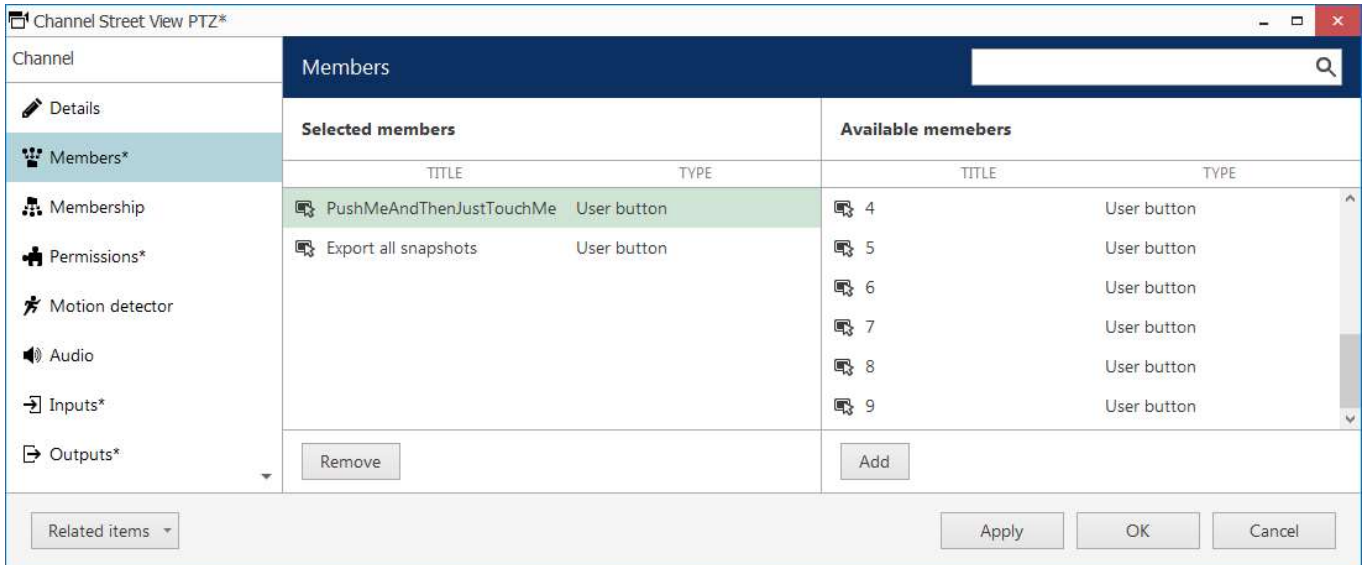 Channel Street View PTZ*
Channel
Members
Details
Members*
Membership
Permissions*
Motion detector
Audio
Inputs*
Outputs*
Selected members
TITLE TYPE
PushMeAndThenJustTouchMe User button
Export all snapshots User button
Remove
Available memebers
TITLE TYPE
4 User button
5 User button
6 User button
7 User button
8 User button
9 User button
Add
Related items
Apply
OK
Cancel